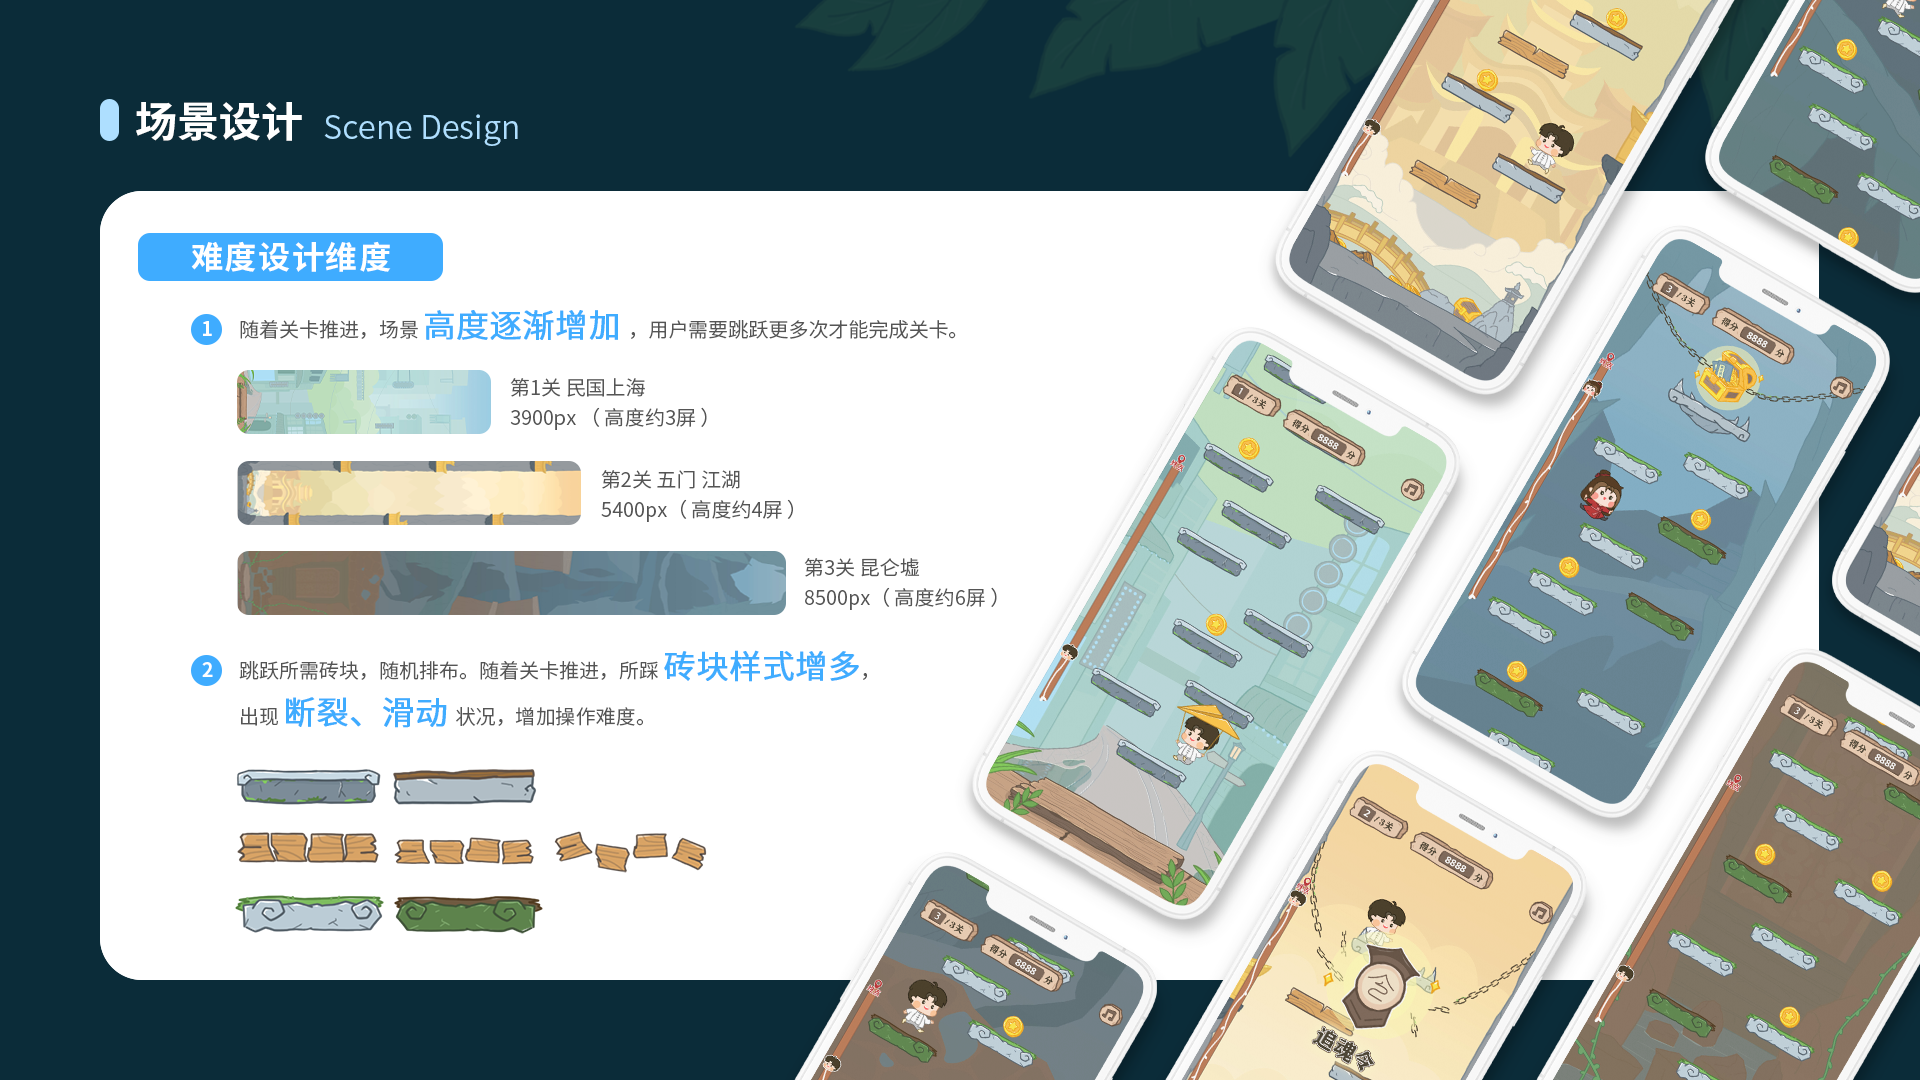 场景设计 Scene Design
难度设计维度
1 随着关卡推进，场景 高度逐渐增加 ，用户需要跳跃更多次才能完成关卡。
第1关 民国上海
3900px （ 高度约3屏 ）
第2关 五门 江湖
5400px（ 高度约4屏 ）
第3关 昆仑墟
8500px（ 高度约6屏 ）
2 跳跃所需砖块，随机排布。随着关卡推进，所踩 砖块样式增多，
出现 断裂、滑动 状况，增加操作难度。
3 /3关
得分 8888 分
1 /3关
得分 8888 分
2 /3关
得分 8888 分
追魂令
3 /3关
得分 8888 分
3 /3关
得分 8888 分